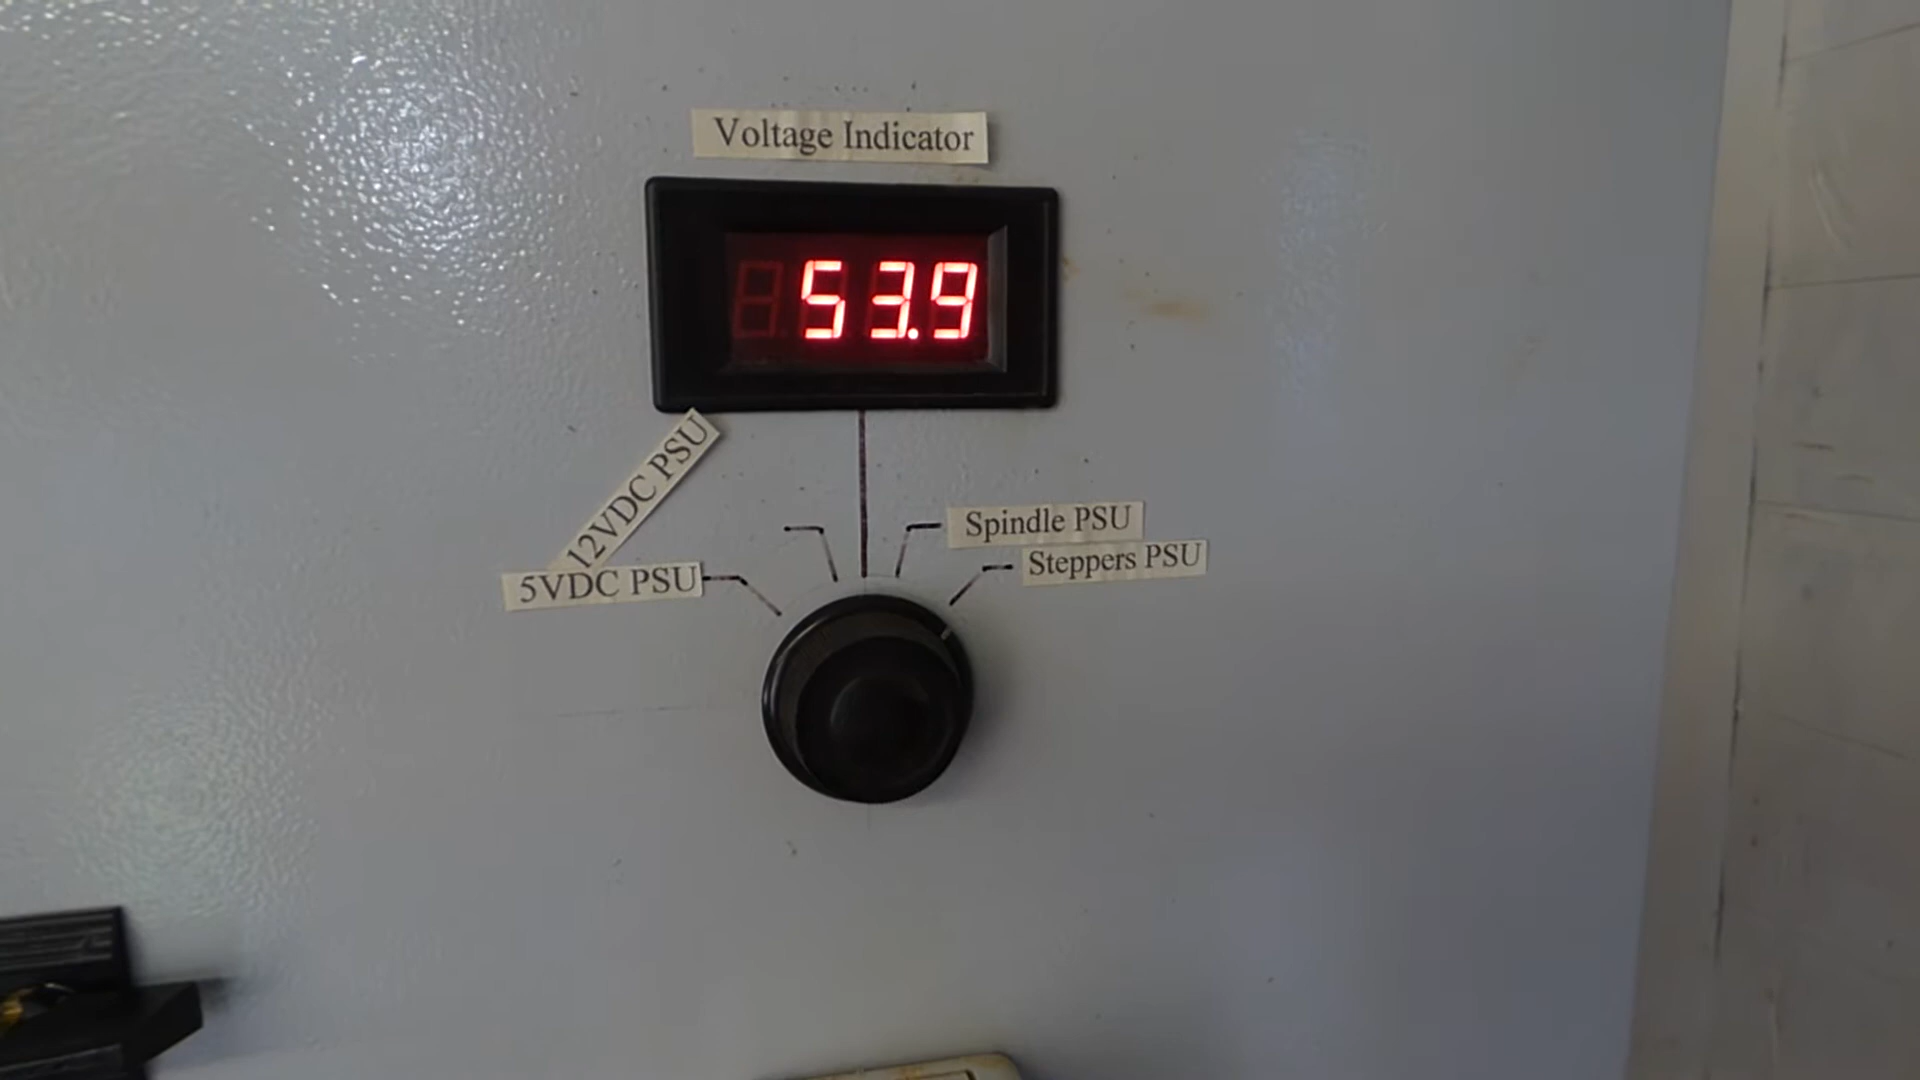 Voltage Indicator
53.9
12VDC PSU
Spindle PSU
5VDC PSU
Steppers PSU